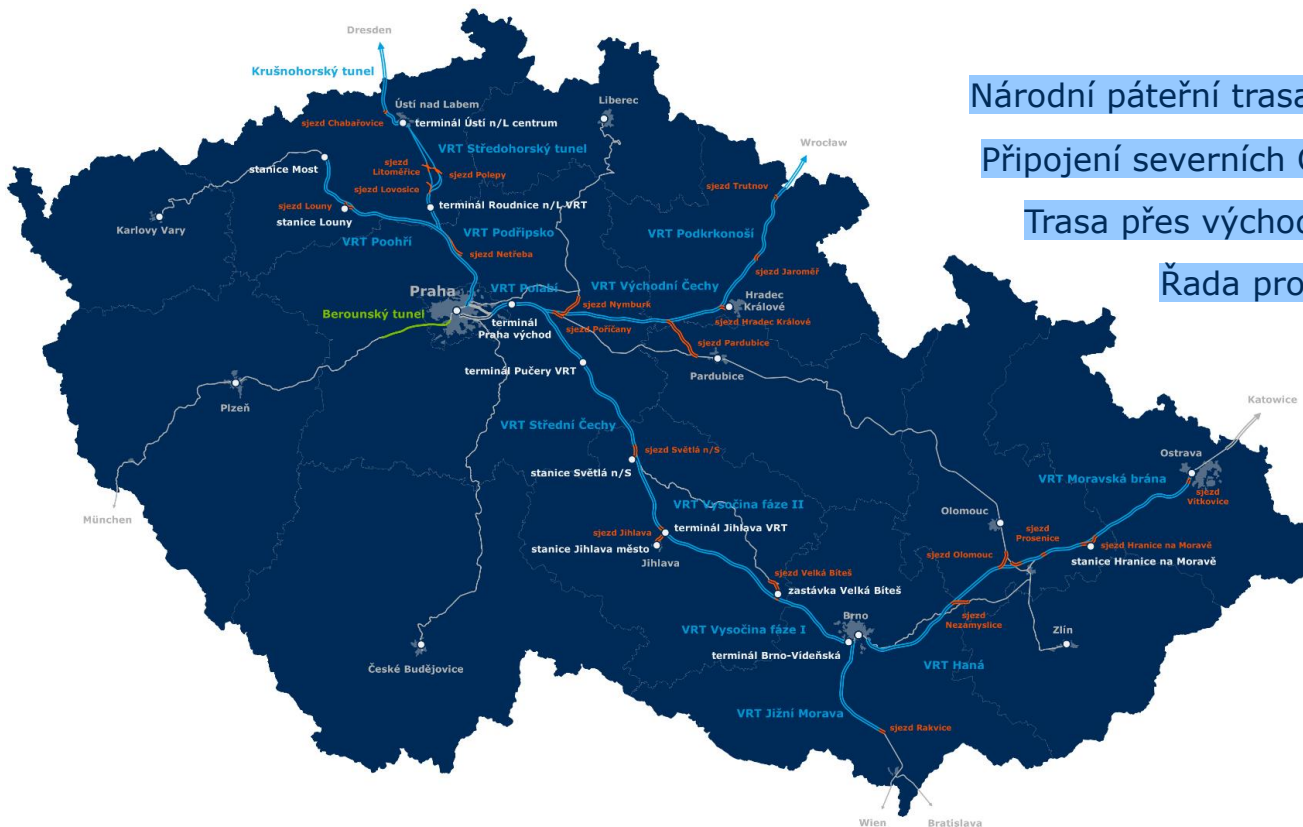 Dresden
Krušnohorský tunel
Ústí nad Labem
sjezd Chabařovice
terminál Ústí n/L centrum
VRT Středohorský tunel
Liberec
Wrocław
stanice Most
sjezd
Litoměřice
sjezd Polepy
sjezd Lovosice
sjezd Trutnov
sjezd Louny
stanice Louny
terminál Roudnice n/L VRT
Karlovy Vary
VRT Poohří
VRT Podřipsko
VRT Podkrkonoší
sjezd Netřeba
sjezd Jaroměř
Praha
VRT Polabí
VRT Východní Čechy
Hradec
Králové
Berounský tunel
sjezd Nymburk
terminál
Praha východ
sjezd Poříčany
sjezd Hradec Králové
sjezd Pardubice
terminál Pučery VRT
Pardubice
Plzeň
Katowice
VRT Střední Čechy
sjezd Světlá n/S
stanice Světlá n/S
Ostrava
VRT Moravská brána
sjezd
Vítkovice
VRT Vysočina fáze II
München
Olomouc
sjezd Jihlava
terminál Jihlava VRT
stanice Jihlava město
Jihlava
sjezd
Prosenice
sjezd Olomouc
sjezd Hranice na Moravě
stanice Hranice na Moravě
sjezd Velká Bíteš
zastávka Velká Bíteš
Brno
sjezd
Nezamyslice
VRT Vysočina fáze I
terminál Brno-Vídeňská
Zlín
České Budějovice
VRT Haná
VRT Jižní Morava
sjezd Rakvice
Wien
Bratislava
Národní páteřní trasa
Připojení severních
Trasa přes východ
Řada pro